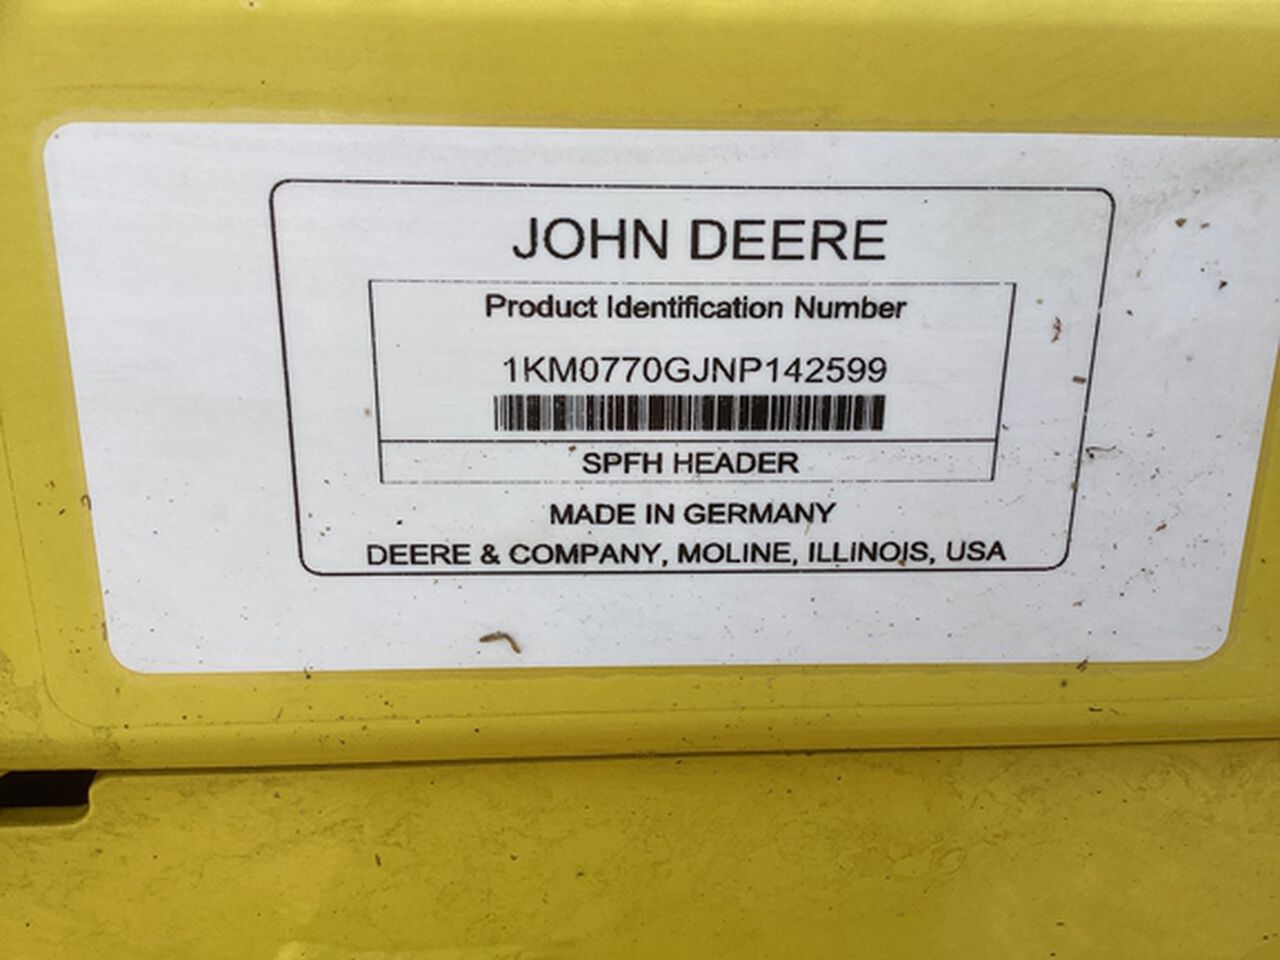 JOHN DEERE
Product Identification Number
1KM0770GJNP142599
SPFH HEADER
MADE IN GERMANY
DEERE & COMPANY, MOLINE, ILLINOIS, USA